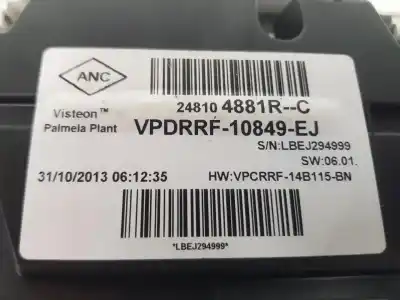 ANC
24810 4881R--C
Visteon™
Palmela Plant
VPDRRF-10849-EJ
S/N:LBEJ294999
SW:06.01.
31/10/2013 06:12:35
HW:VPCRRF-14B115-BN
*LBEJ294999*